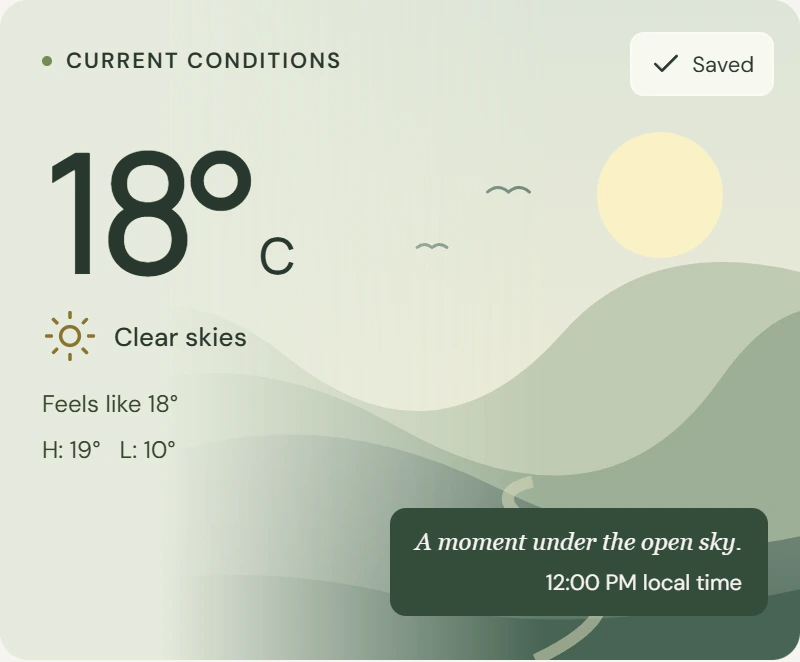 CURRENT CONDITIONS
Saved
18° C
Clear skies
Feels like 18°
H: 19° L: 10°
A moment under the open sky.
12:00 PM local time